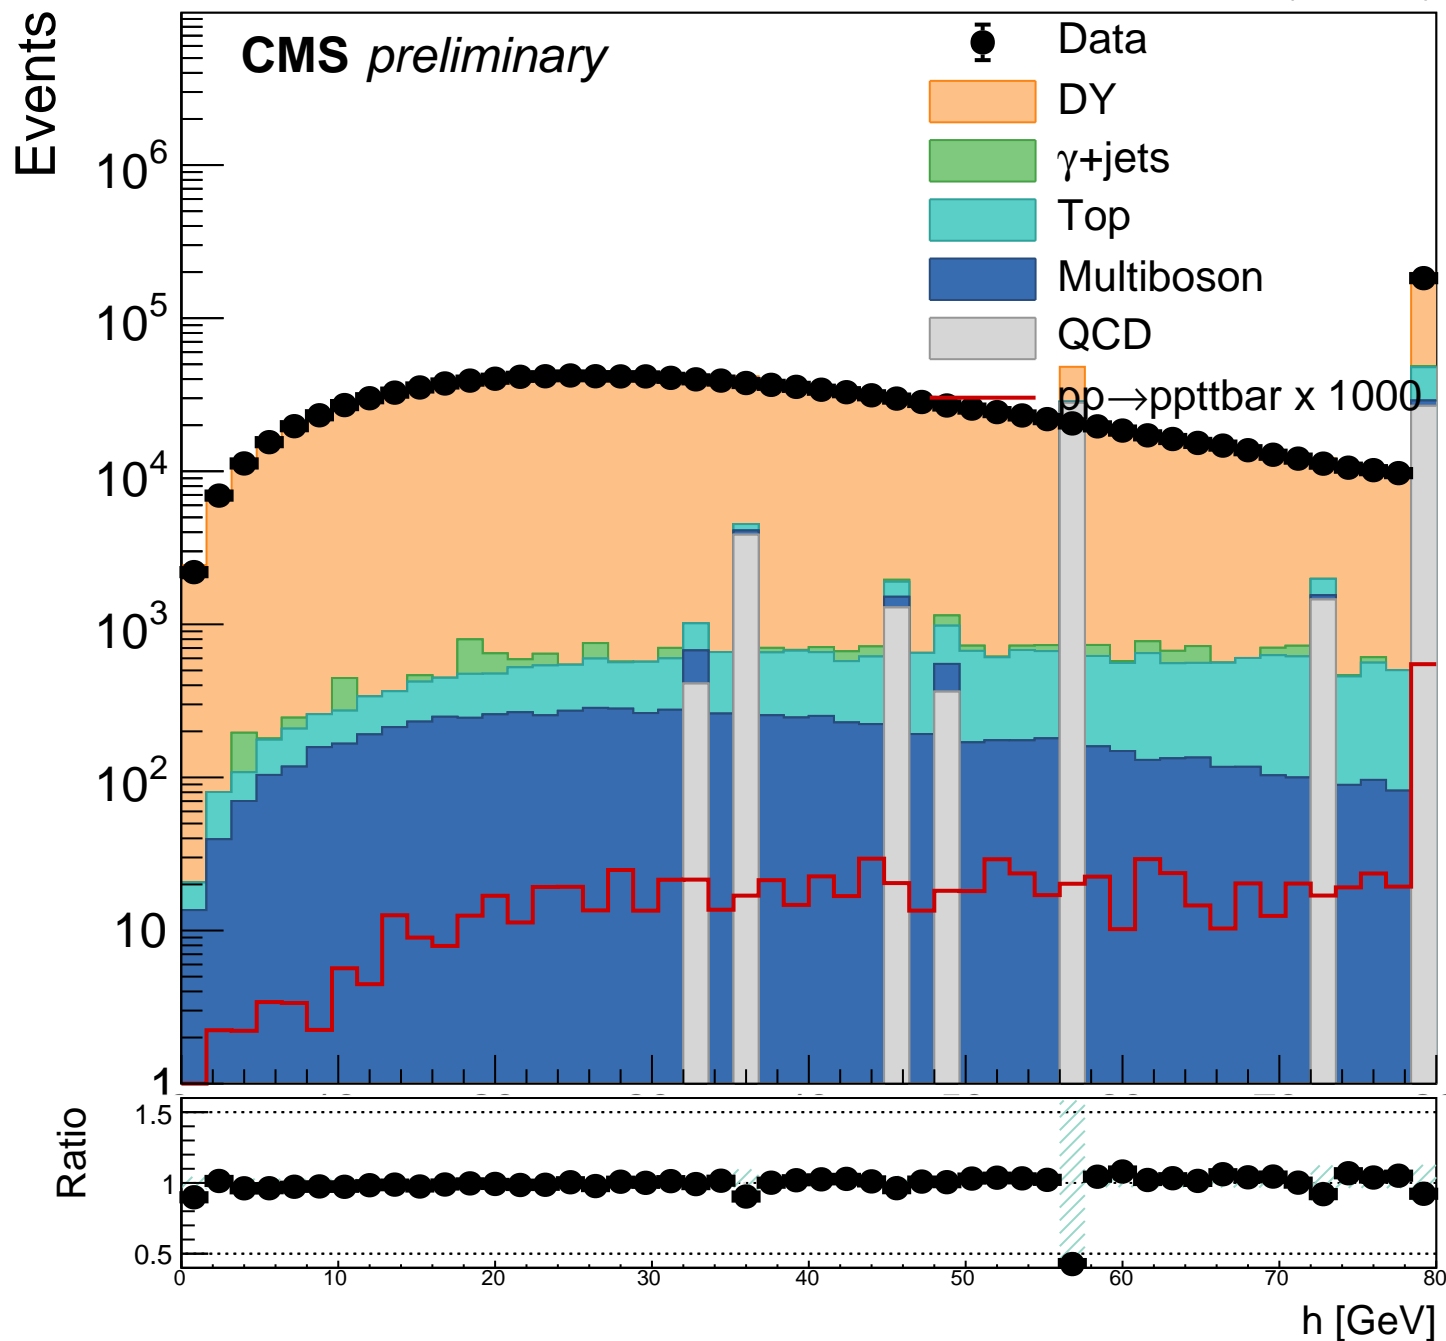 CMS preliminary
Data
DY
γ+jets
Top
Multiboson
QCD
pp→ppttbar x 1000
Events
10^6
10^5
10^4
10^3
10^2
10
1
Ratio
1.5
1
0.5
0 10 20 30 40 50 60 70 80
h [GeV]